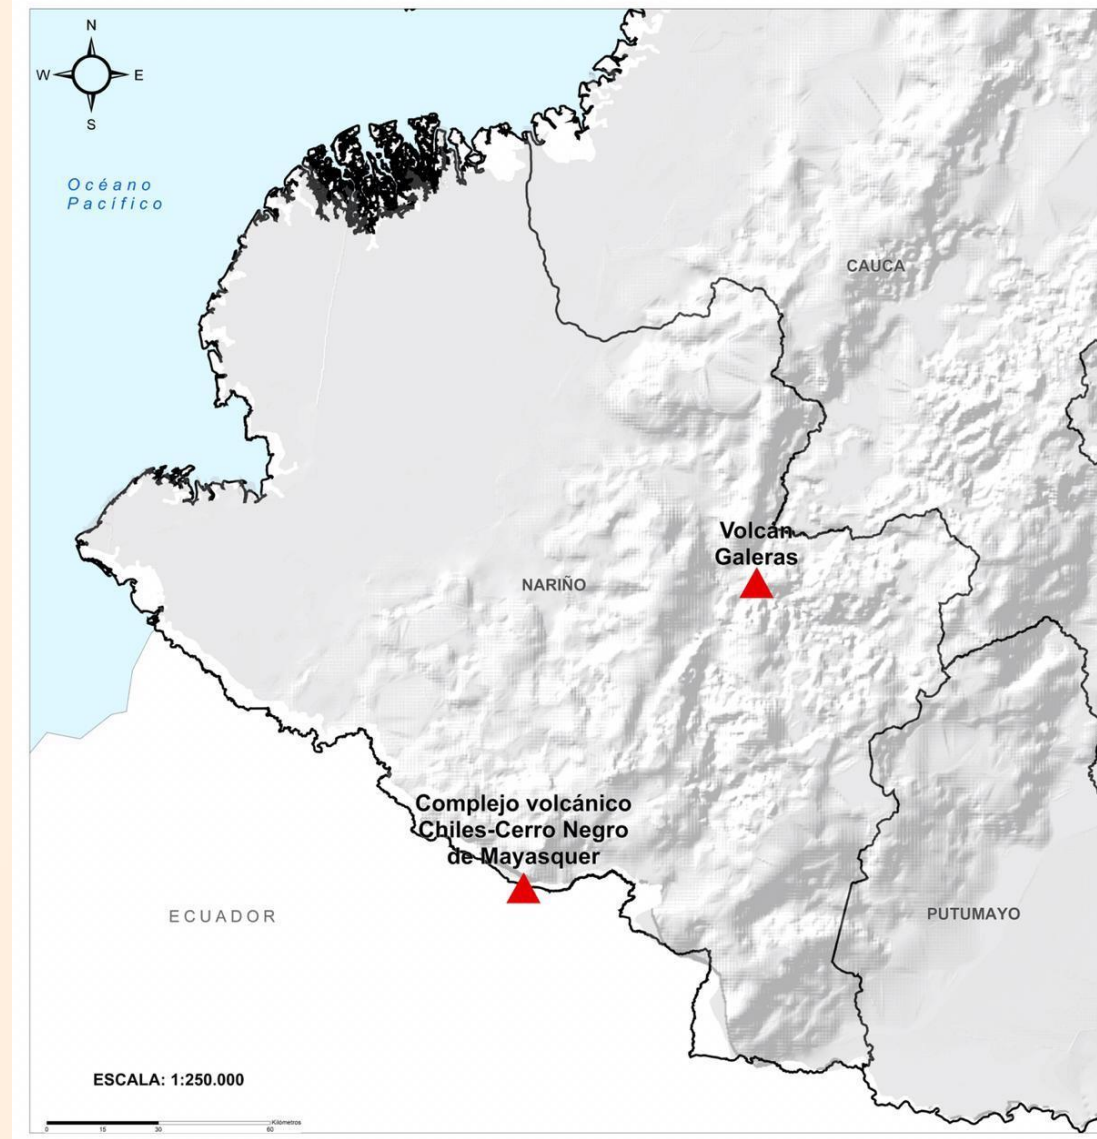 N
W E
S
Océano
Pacífico
CAUCA
Volcán
Galeras
NARIÑO
Complejo volcánico
Chiles-Cerro Negro
de Mayasquer
ECUADOR
PUTUMAYO
ESCALA: 1:250.000
Kilómetros
0 15 30 60